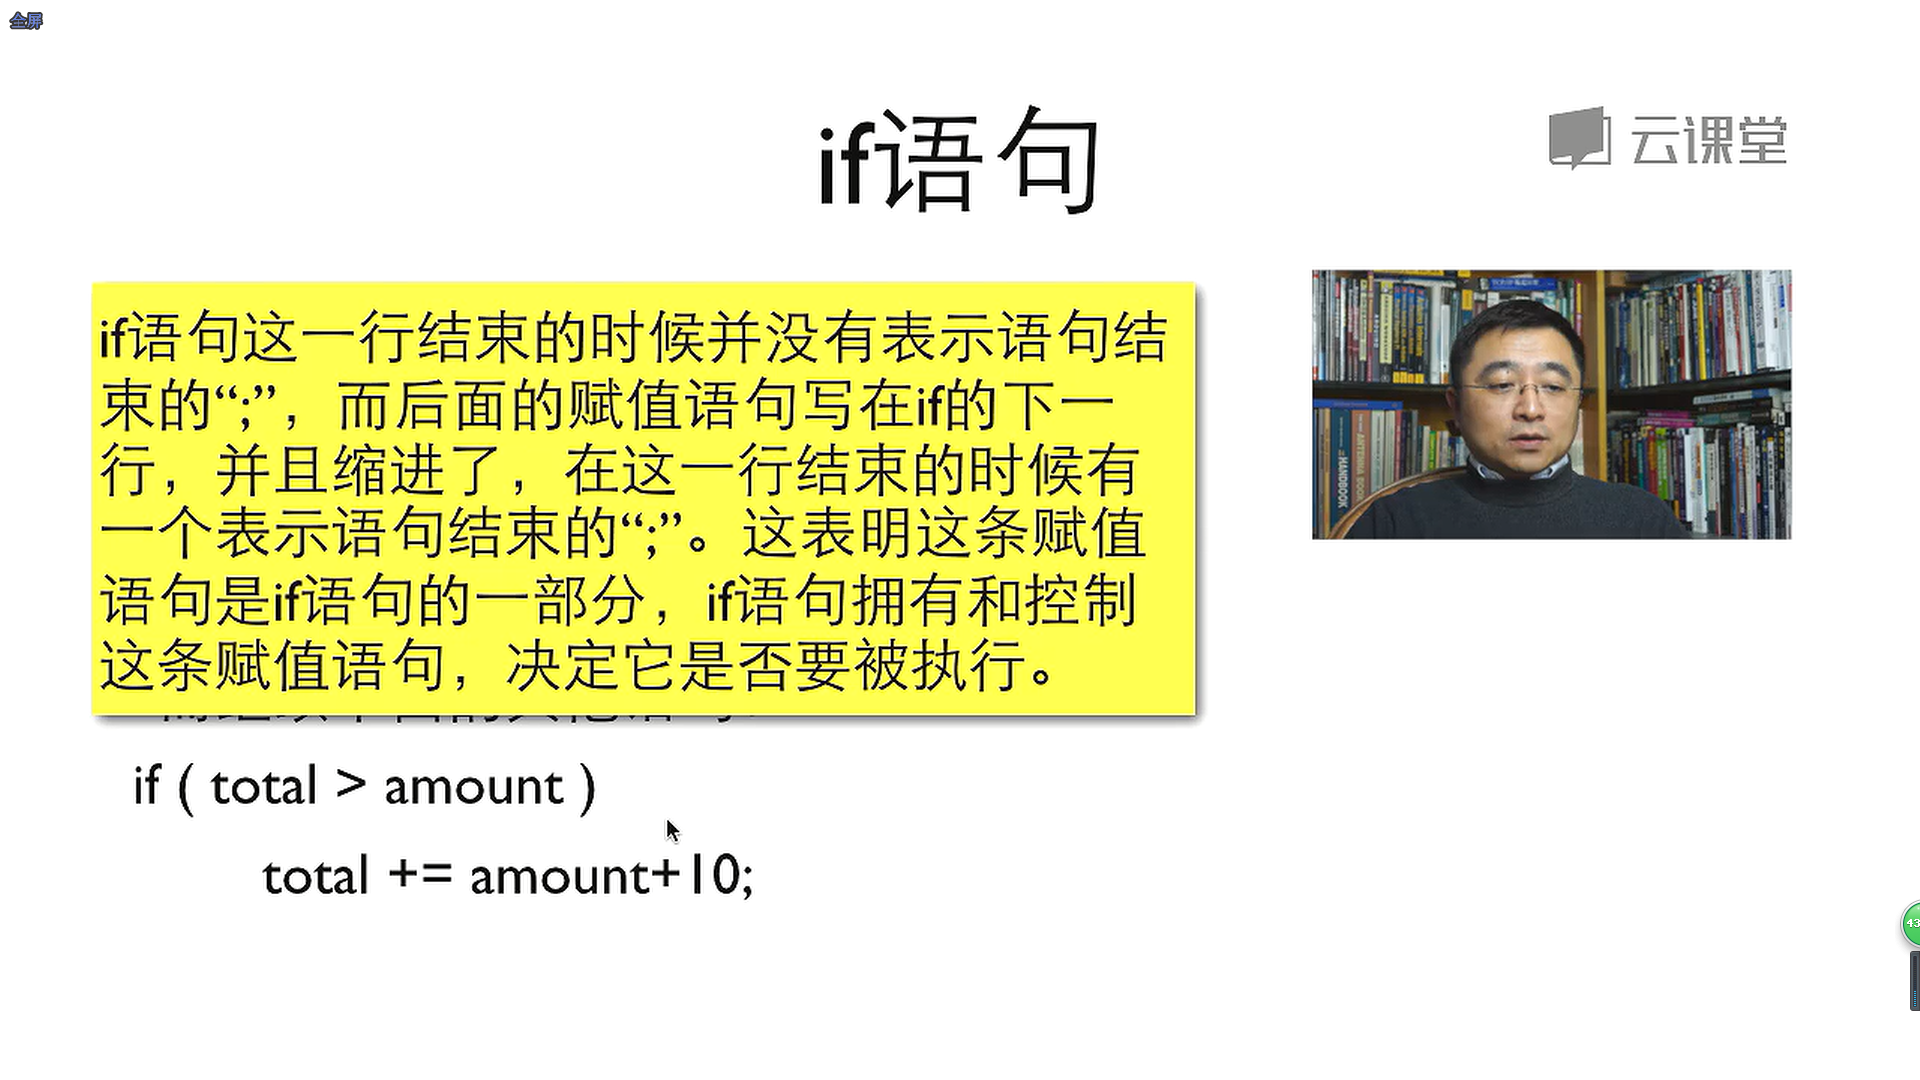 全屏
if语句
云课堂
if语句这一行结束的时候并没有表示语句结
束的“;”，而后面的赋值语句写在if的下一
行，并且缩进了，在这一行结束的时候有
一个表示语句结束的“;”。这表明这条赋值
语句是if语句的一部分，if语句拥有和控制
这条赋值语句，决定它是否要被执行。
if ( total > amount )
total += amount+10;
HANDBOOK
43